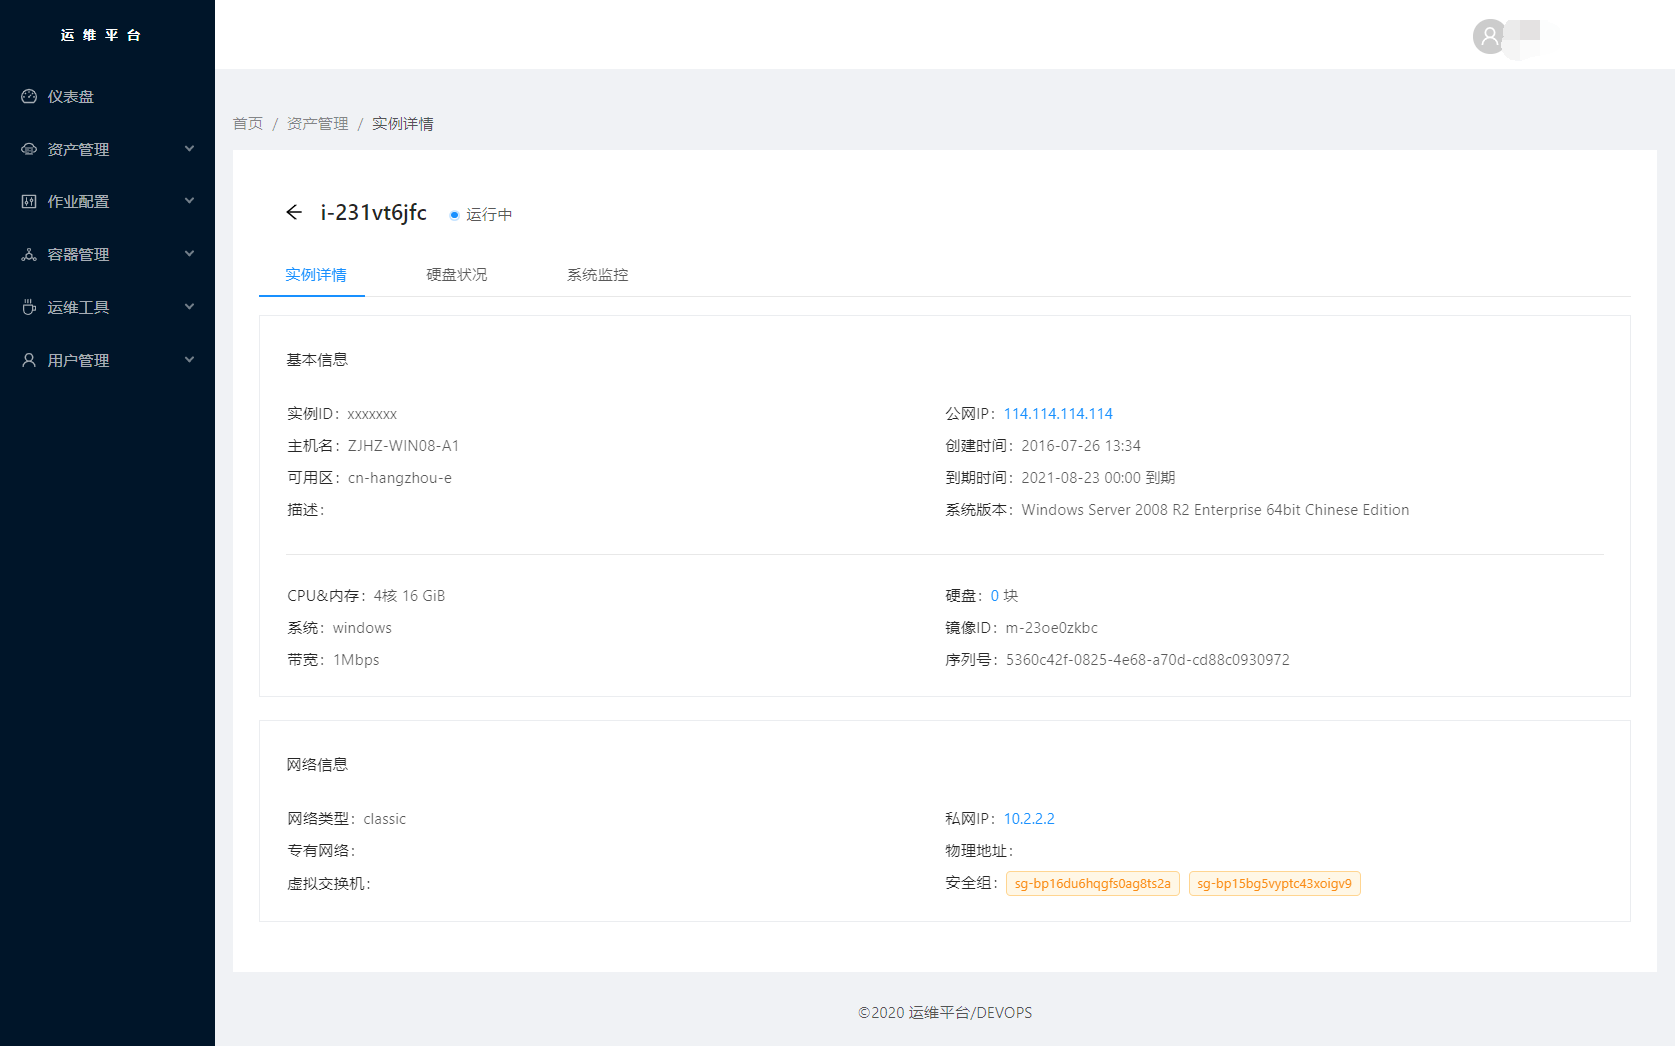 运维平台
仪表盘
资产管理
作业配置
容器管理
运维工具
用户管理
首页 / 资产管理 / 实例详情
i-231vt6jfc 运行中
实例详情 硬盘状况 系统监控
基本信息
实例ID：xxxxxxx 公网IP：114.114.114.114
主机名：ZJHZ-WIN08-A1 创建时间：2016-07-26 13:34
可用区：cn-hangzhou-e 到期时间：2021-08-23 00:00 到期
描述： 系统版本：Windows Server 2008 R2 Enterprise 64bit Chinese Edition
CPU&内存：4核 16 GiB 硬盘：0 块
系统：windows 镜像ID：m-23oe0zkbc
带宽：1Mbps 序列号：5360c42f-0825-4e68-a70d-cd88c0930972
网络信息
网络类型：classic 私网IP：10.2.2.2
专有网络： 物理地址：
虚拟交换机： 安全组：sg-bp16du6hqgfs0ag8ts2a sg-bp15bg5vyptc43xoigv9
©2020 运维平台/DEVOPS